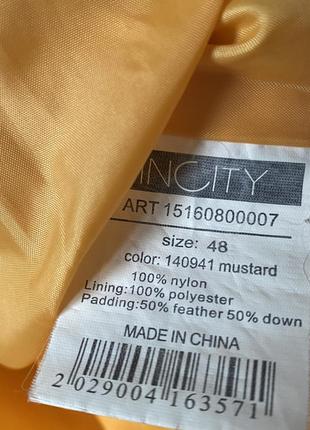 INCITY
ART 15160800007
size: 48
color: 140941 mustard
100% nylon
Lining:100% polyester
Padding:50% feather 50% down
MADE IN CHINA
2 029004 163571